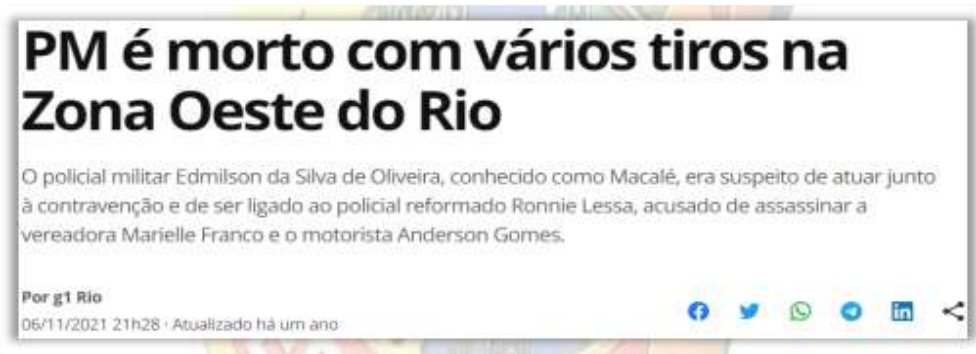 PM é morto com vários tiros na
Zona Oeste do Rio
O policial militar Edmilson da Silva de Oliveira, conhecido como Macalé, era suspeito de atuar junto
à contravenção e de ser ligado ao policial reformado Ronnie Lessa, acusado de assassinar a
vereadora Marielle Franco e o motorista Anderson Gomes.
Por g1 Rio
06/11/2021 21h28 · Atualizado há um ano